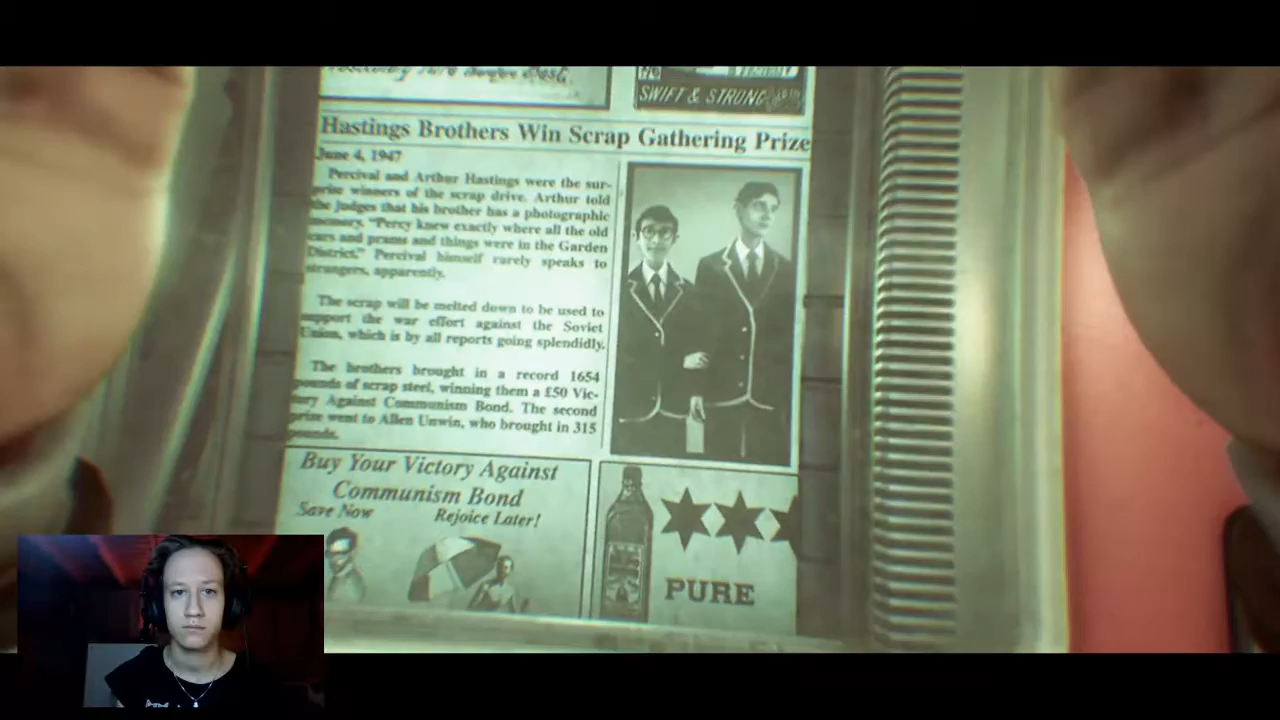 SWIFT & STRONG
Hastings Brothers Win Scrap Gathering Prize
June 4, 1947
Percival and Arthur Hastings were the sur-
prize winners of the scrap drive. Arthur told
the judges that his brother has a photographic
memory. "Percy knew exactly where all the old
cars and prams and things were in the Garden
District." Percival himself rarely speaks to
strangers, apparently.
The scrap will be melted down to be used to
support the war effort against the Soviet
Union, which is by all reports going splendidly.
The brothers brought in a record 1654
pounds of scrap steel, winning them a £50 Vic-
tory Against Communism Bond. The second
prize went to Allen Unwin, who brought in 315
pounds.
Buy Your Victory Against
Communism Bond
Save Now
Rejoice Later!
PURE